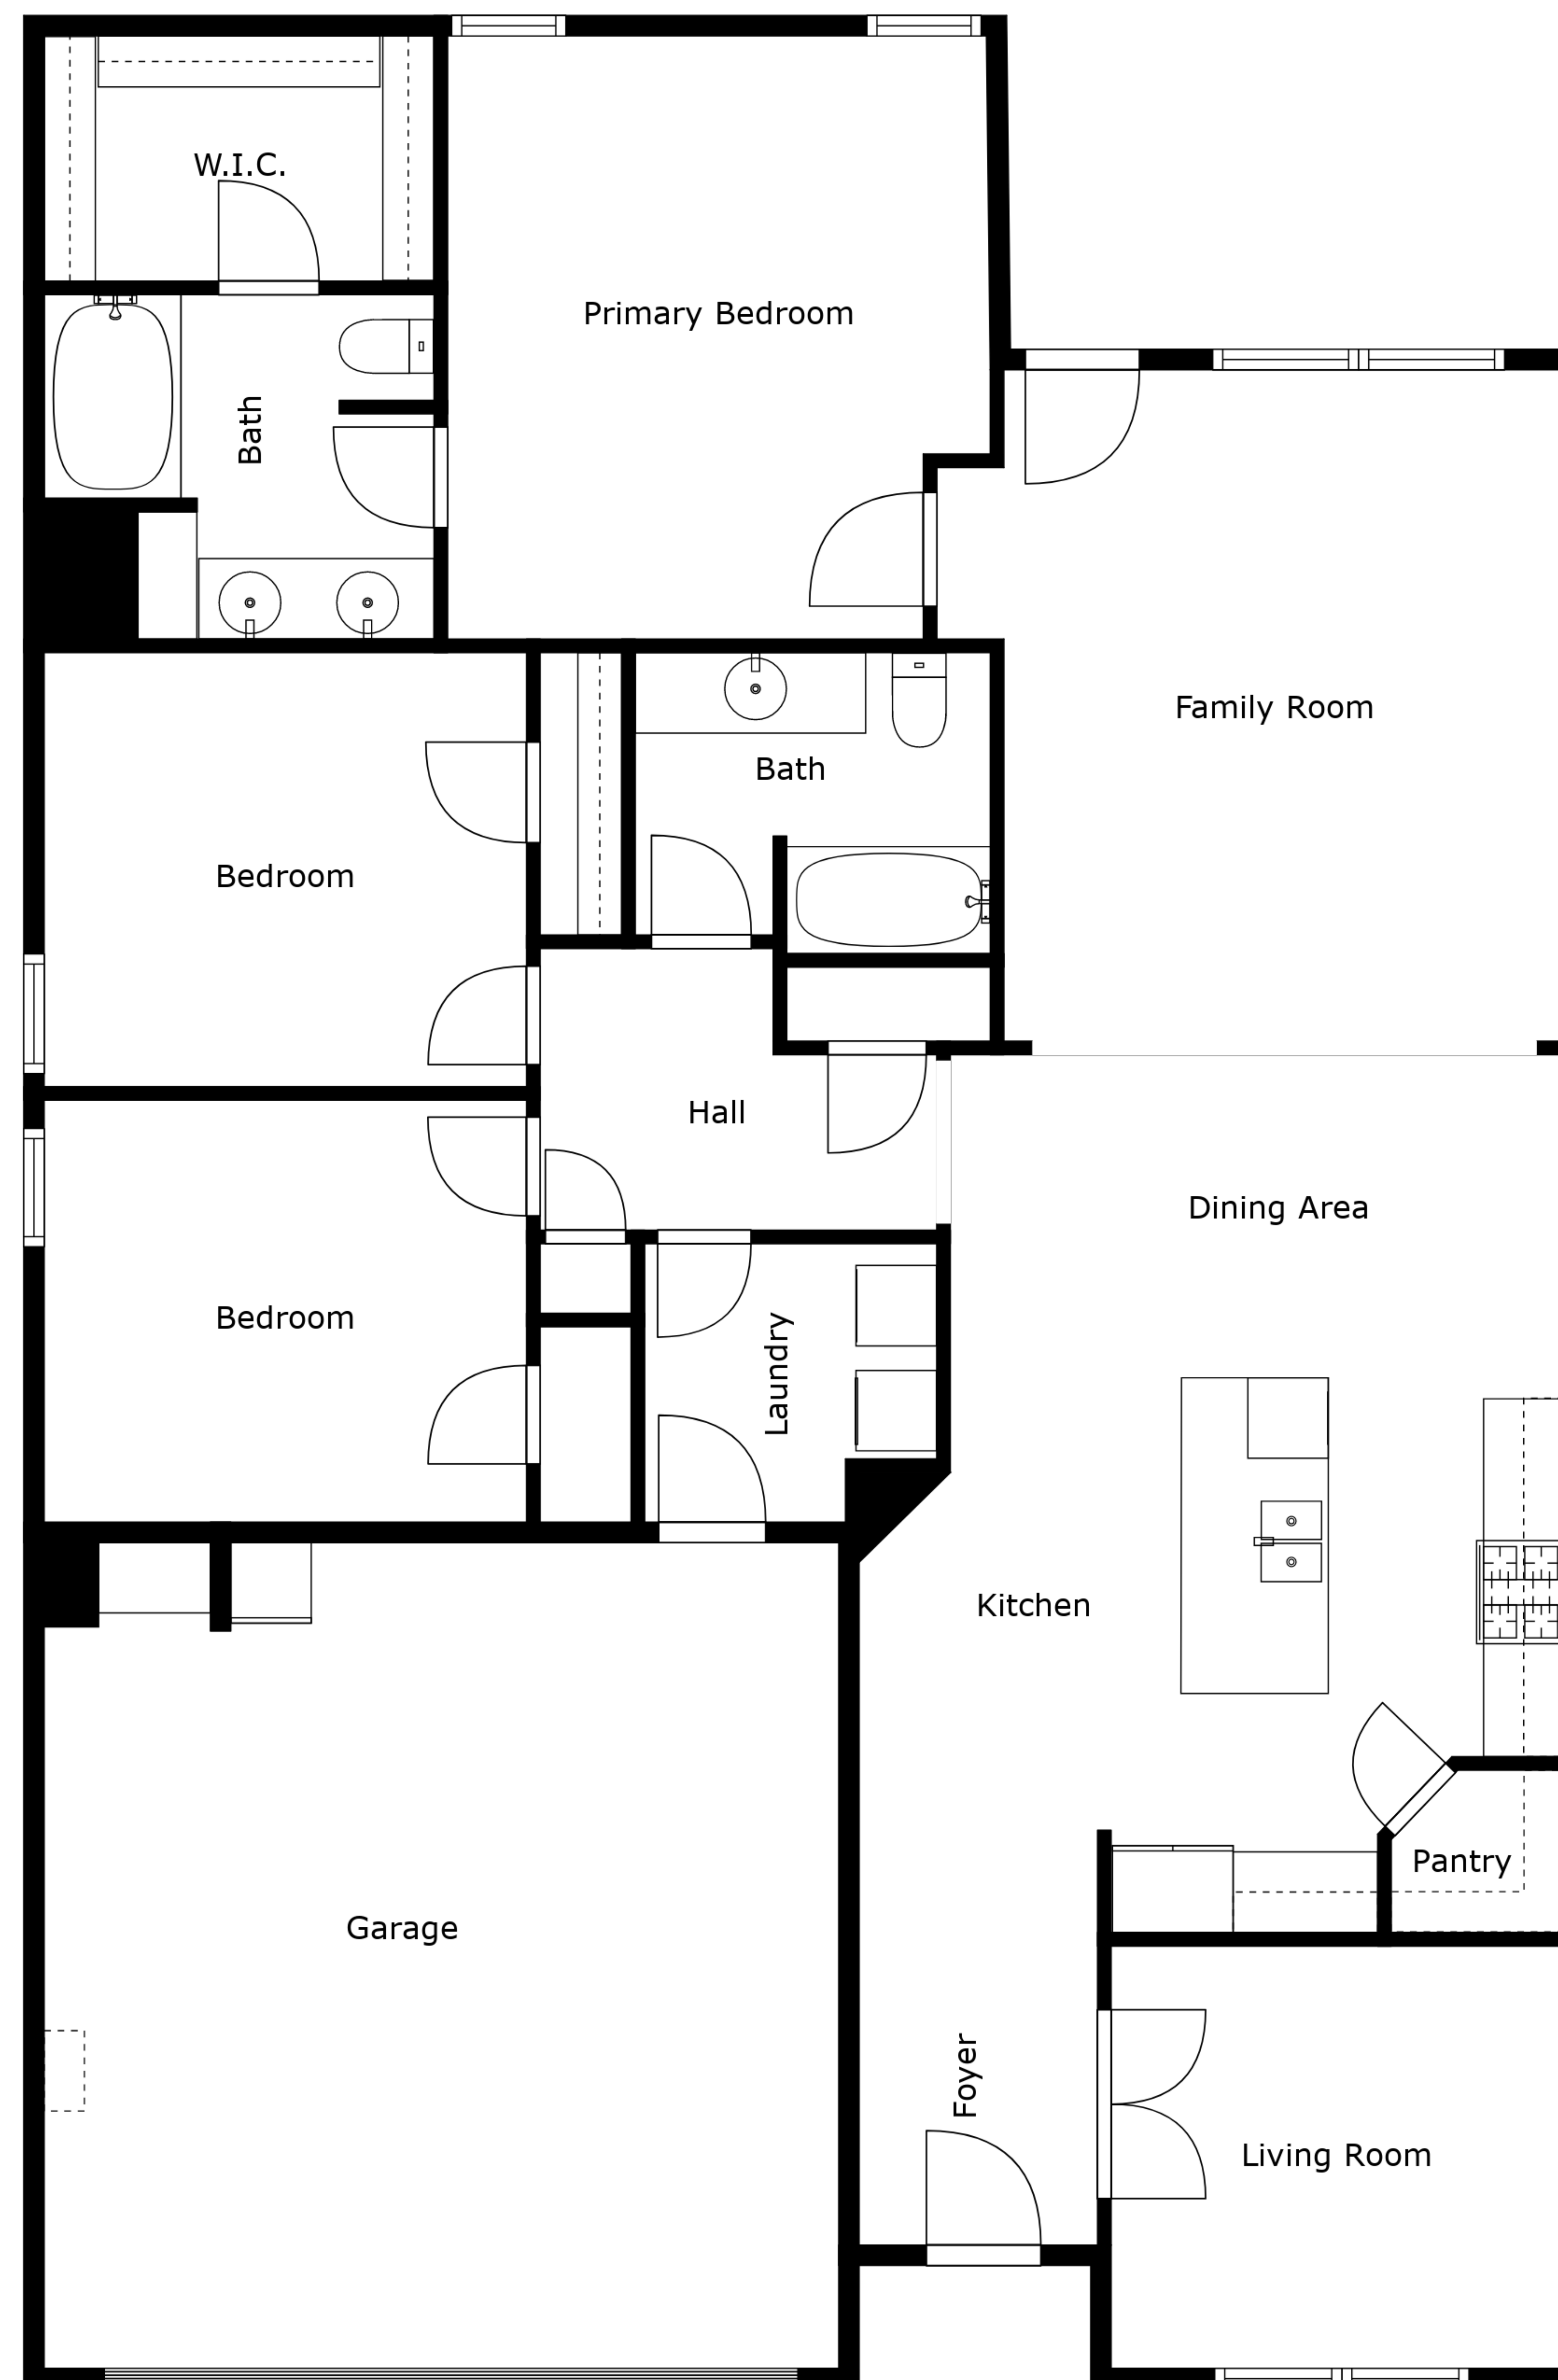 W.I.C.
Primary Bedroom
Bath
Family Room
Bath
Bedroom
Hall
Dining Area
Bedroom
Laundry
Kitchen
Pantry
Garage
Foyer
Living Room